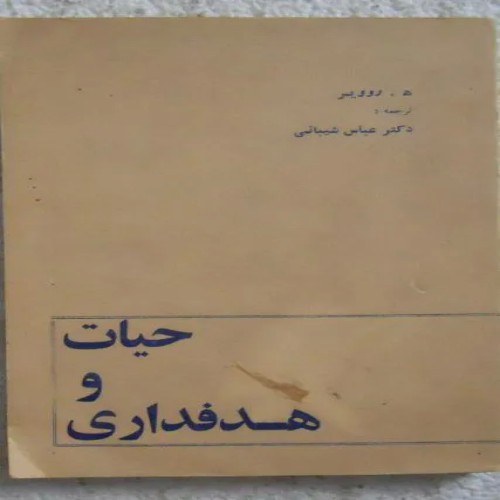 ه . روویر
ترجمه :
دکتر عباس شیبانی
حیات
و
هدفداری